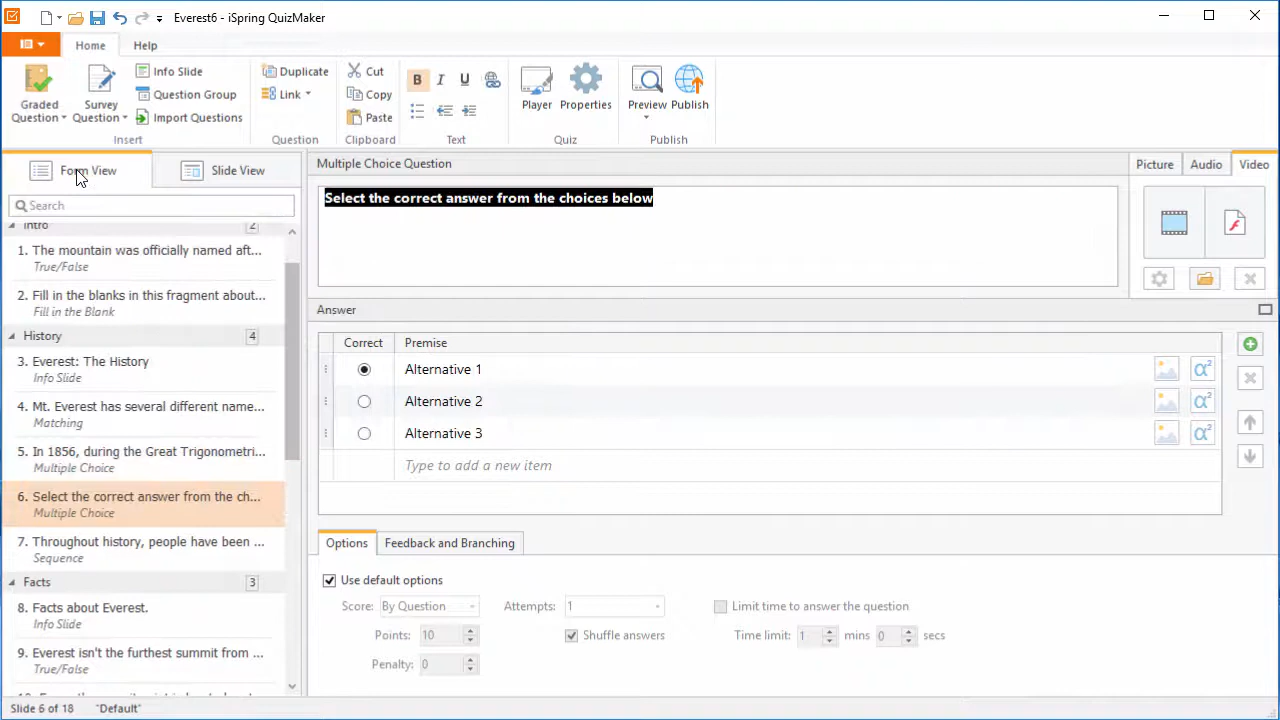 Everest6 - iSpring QuizMaker
Home
Help
Graded Question
Survey Question
Info Slide
Question Group
Import Questions
Insert
Duplicate
Link
Question
Cut
Copy
Paste
Clipboard
B I U
Text
Player
Properties
Quiz
Preview
Publish
Publish
Form View
Slide View
Search
Intro 2
1. The mountain was officially named aft...
True/False
2. Fill in the blanks in this fragment about...
Fill in the Blank
History 4
3. Everest: The History
Info Slide
4. Mt. Everest has several different name...
Matching
5. In 1856, during the Great Trigonometri...
Multiple Choice
6. Select the correct answer from the ch...
Multiple Choice
7. Throughout history, people have been ...
Sequence
Facts 3
8. Facts about Everest.
Info Slide
9. Everest isn't the furthest summit from ...
True/False
Multiple Choice Question
Select the correct answer from the choices below
Picture
Audio
Video
Answer
Correct Premise
Alternative 1 α²
Alternative 2 α²
Alternative 3 α²
Type to add a new item
Options
Feedback and Branching
Use default options
Score: By Question Attempts: 1 Limit time to answer the question
Points: 10 Shuffle answers Time limit: 1 mins 0 secs
Penalty: 0
Slide 6 of 18 "Default"